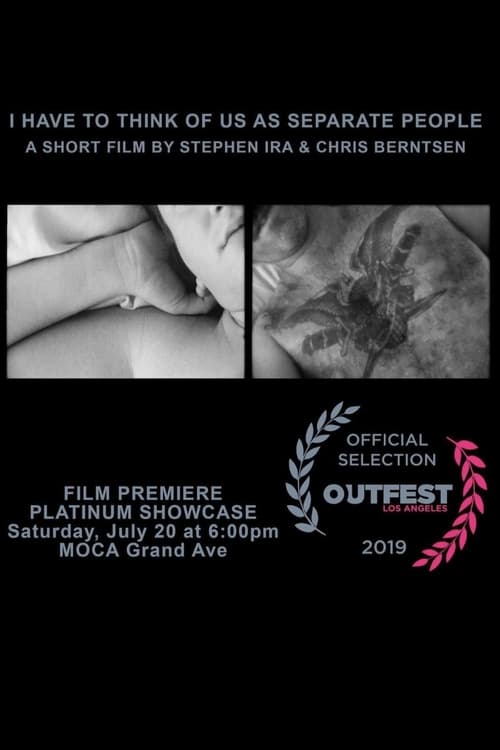 I HAVE TO THINK OF US AS SEPARATE PEOPLE
A SHORT FILM BY STEPHEN IRA & CHRIS BERNTSEN
FILM PREMIERE
PLATINUM SHOWCASE
Saturday, July 20 at 6:00pm
MOCA Grand Ave
OFFICIAL
SELECTION
OUTFEST
LOS ANGELES
2019